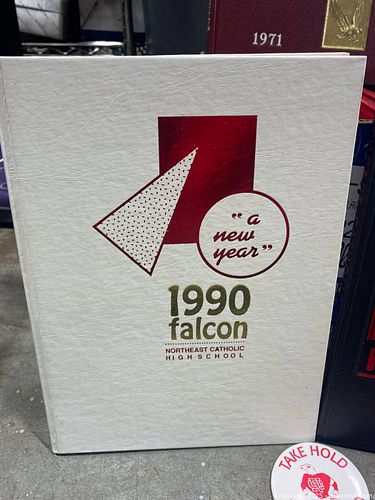 1971
"a
new
year"
1990
falcon
NORTHEAST CATHOLIC
HIGH SCHOOL
TAKE HOLD